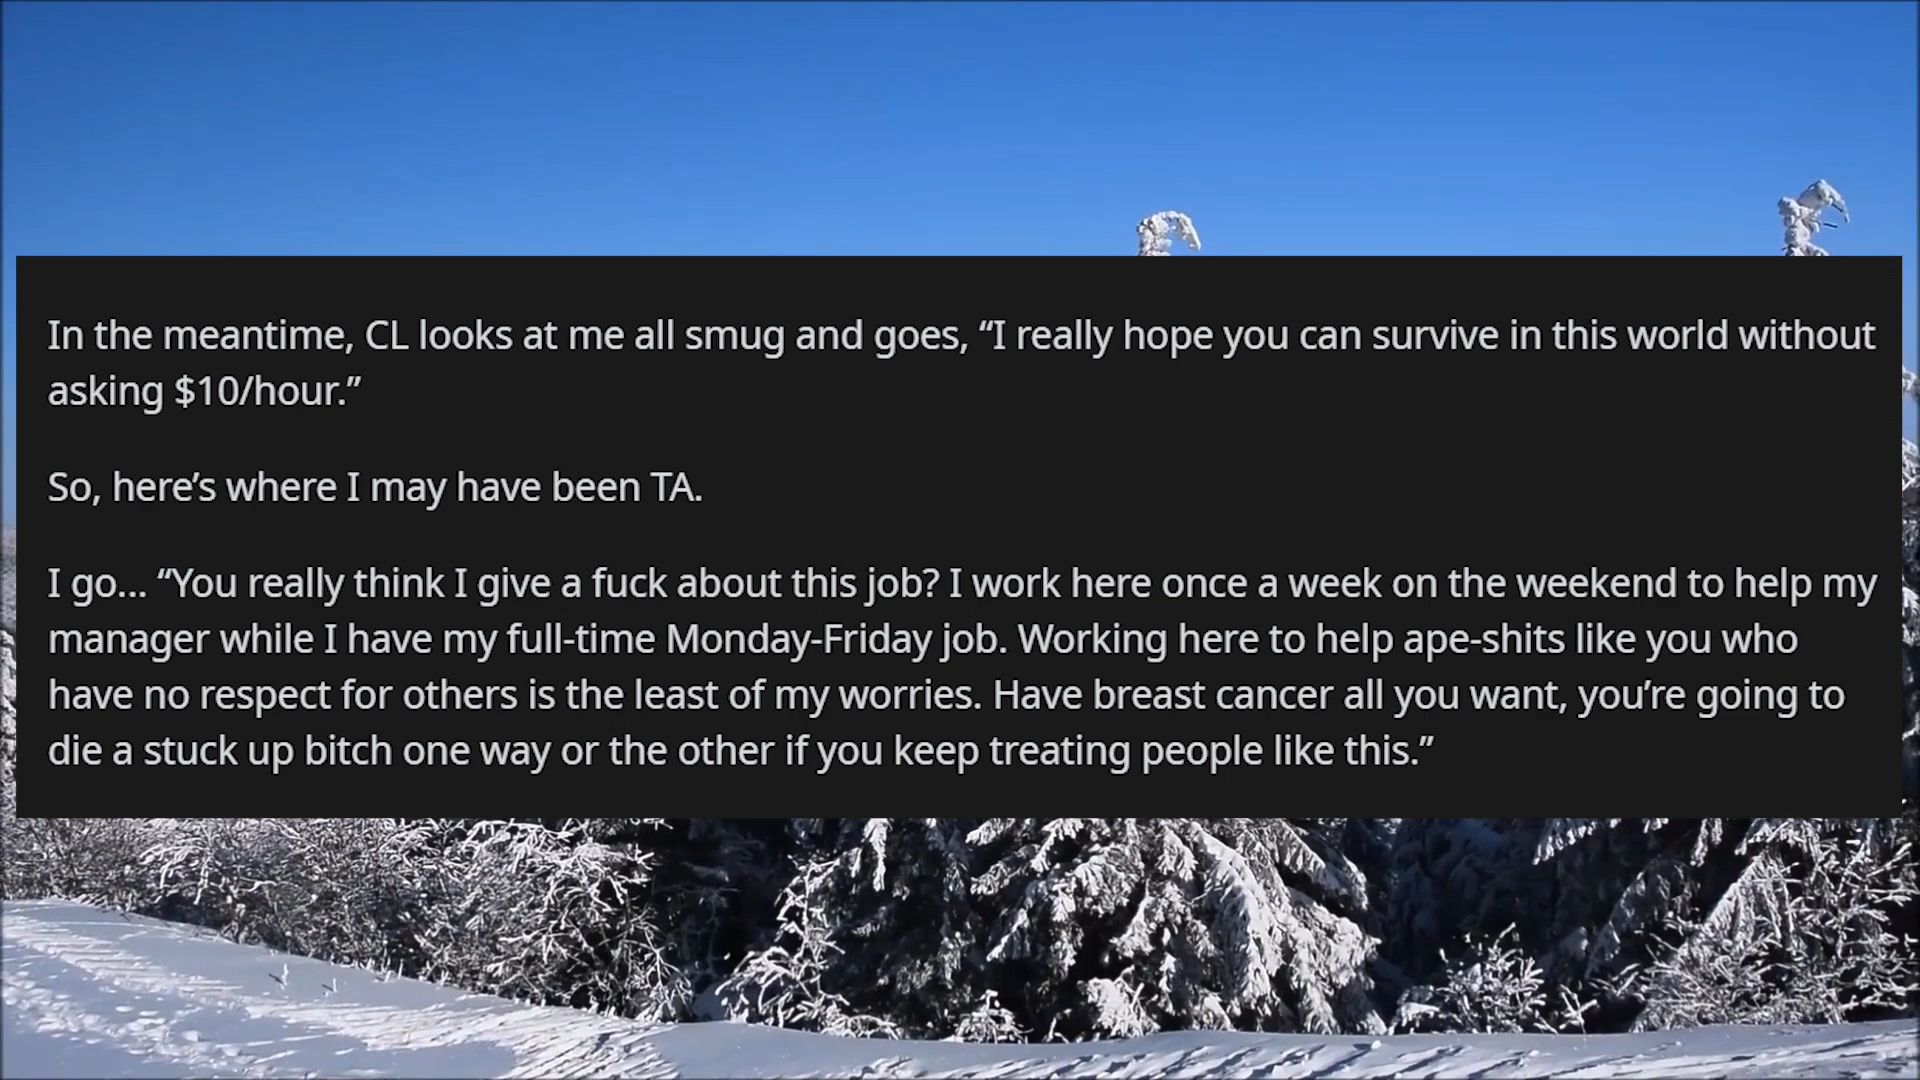 In the meantime, CL looks at me all smug and goes, “I really hope you can survive in this world without
asking $10/hour.”
So, here’s where I may have been TA.
I go... “You really think I give a fuck about this job? I work here once a week on the weekend to help my
manager while I have my full-time Monday-Friday job. Working here to help ape-shits like you who
have no respect for others is the least of my worries. Have breast cancer all you want, you’re going to
die a stuck up bitch one way or the other if you keep treating people like this.”